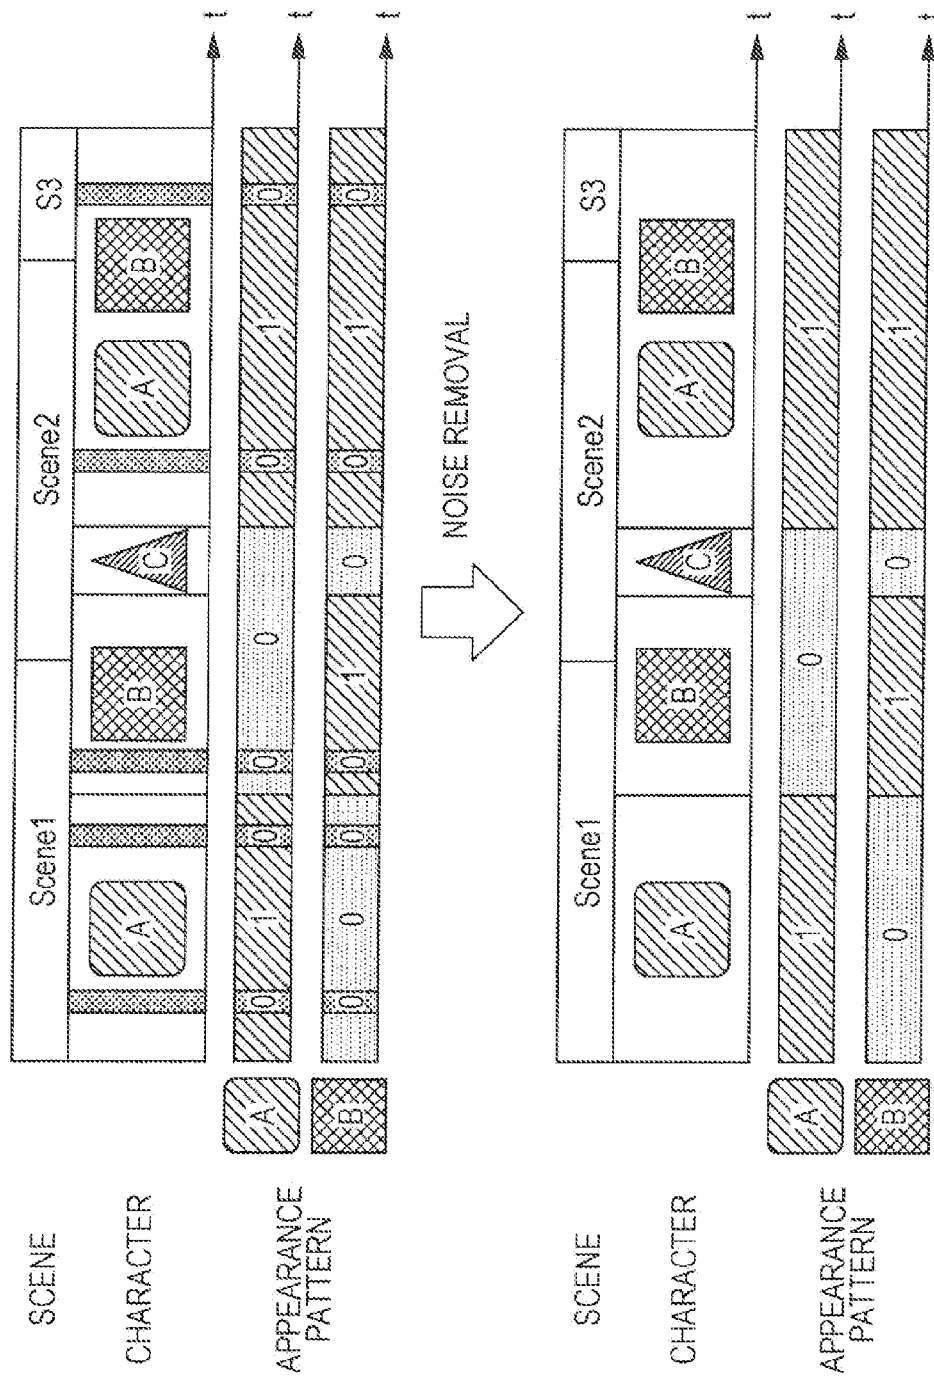 SCENE Scene1 Scene2 S3
CHARACTER A B C A B t
APPEARANCE
PATTERN
A 0 1 0 0 0 0 1 0 t
B 0 0 0 0 1 0 0 1 0 t
NOISE REMOVAL
SCENE Scene1 Scene2 S3
CHARACTER A B C A B t
APPEARANCE
PATTERN
A 1 0 1 t
B 0 1 0 1 t